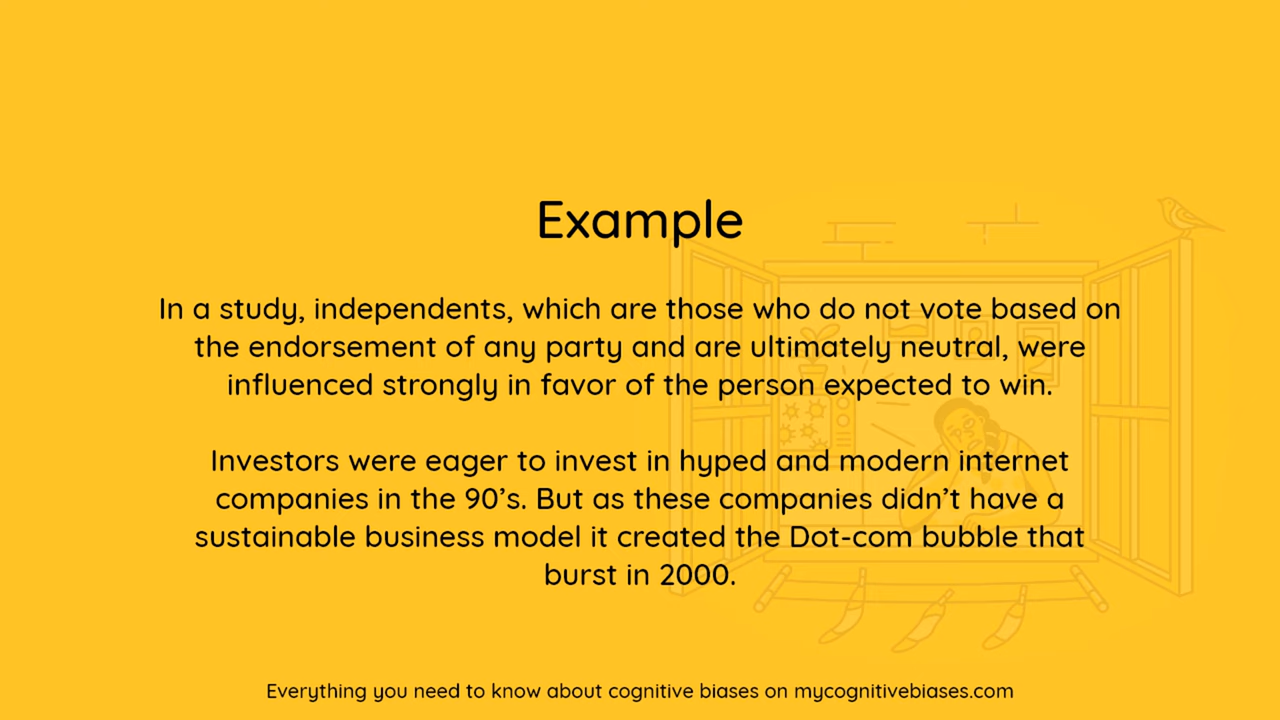 Example
In a study, independents, which are those who do not vote based on
the endorsement of any party and are ultimately neutral, were
influenced strongly in favor of the person expected to win.
Investors were eager to invest in hyped and modern internet
companies in the 90’s. But as these companies didn’t have a
sustainable business model it created the Dot-com bubble that
burst in 2000.
Everything you need to know about cognitive biases on mycognitivebiases.com